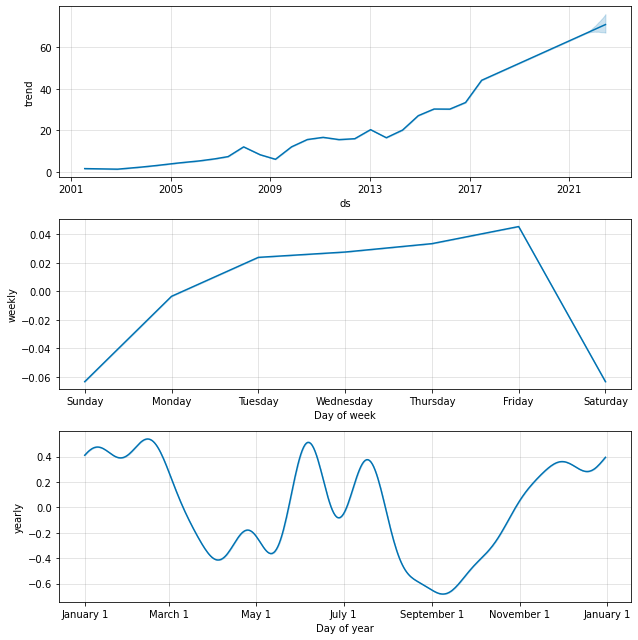 60
40
20
0
trend
2001 2005 2009 2013 2017 2021
ds
0.04
0.02
0.00
−0.02
−0.04
−0.06
weekly
Sunday Monday Tuesday Wednesday Thursday Friday Saturday
Day of week
0.4
0.2
0.0
−0.2
−0.4
−0.6
yearly
January 1 March 1 May 1 July 1 September 1 November 1 January 1
Day of year